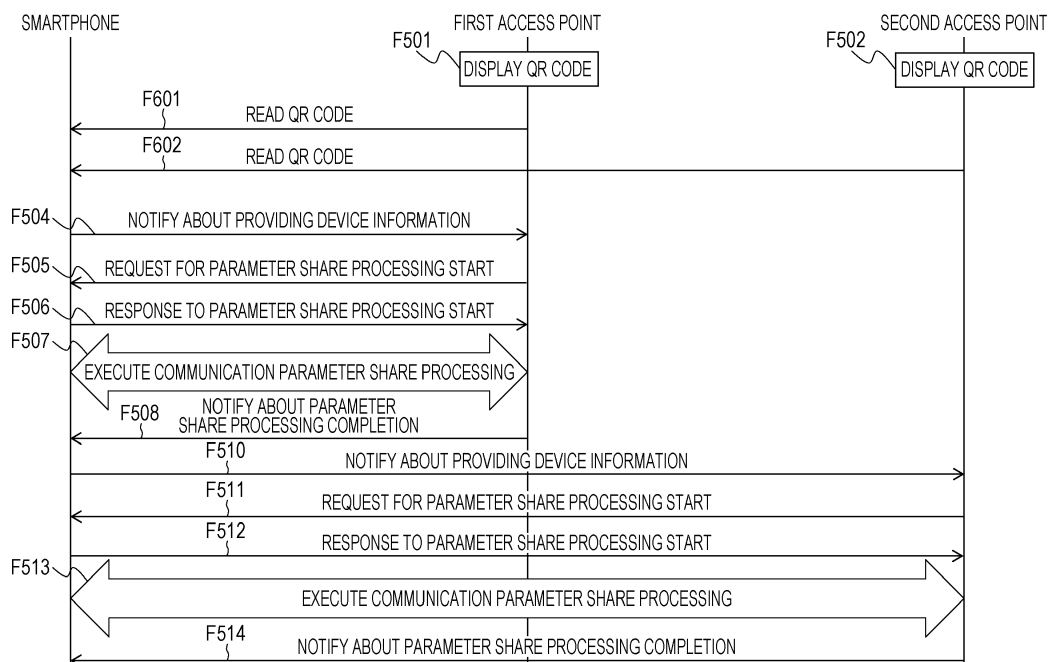 SMARTPHONE
FIRST ACCESS POINT
SECOND ACCESS POINT
F501
F502
DISPLAY QR CODE
DISPLAY QR CODE
F601
READ QR CODE
F602
READ QR CODE
F504
NOTIFY ABOUT PROVIDING DEVICE INFORMATION
F505
REQUEST FOR PARAMETER SHARE PROCESSING START
F506
RESPONSE TO PARAMETER SHARE PROCESSING START
F507
EXECUTE COMMUNICATION PARAMETER SHARE PROCESSING
F508
NOTIFY ABOUT PARAMETER
SHARE PROCESSING COMPLETION
F510
NOTIFY ABOUT PROVIDING DEVICE INFORMATION
F511
REQUEST FOR PARAMETER SHARE PROCESSING START
F512
RESPONSE TO PARAMETER SHARE PROCESSING START
F513
EXECUTE COMMUNICATION PARAMETER SHARE PROCESSING
F514
NOTIFY ABOUT PARAMETER SHARE PROCESSING COMPLETION